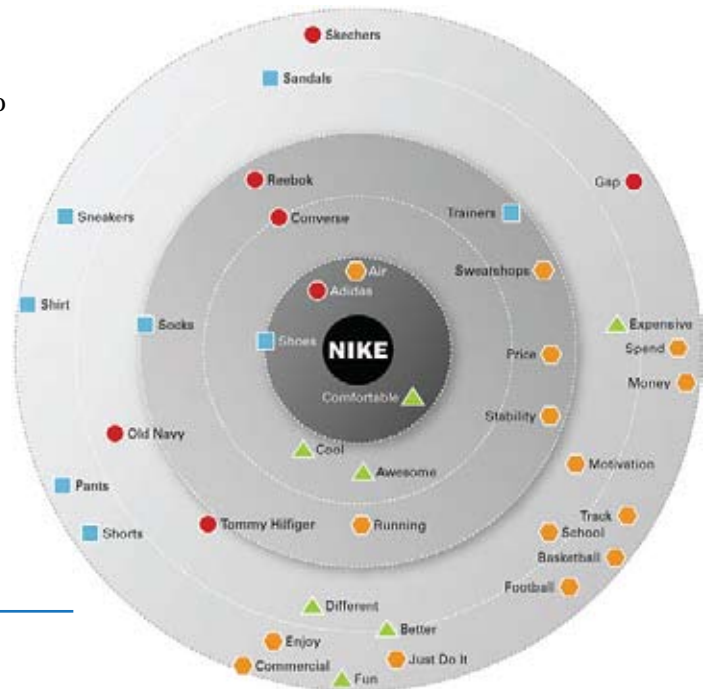 Skechers
Sandals
o
Reebok
Gap
Sneakers
Converse
Trainers
Air
Sweatshops
Adidas
Shirt
Socks
Shoes
NIKE
Expensive
Spend
Price
Money
Comfortable
Stability
Old Navy
Cool
Awesome
Motivation
Pants
Track
Shorts
Tommy Hilfiger
Running
School
Basketball
Football
Different
Better
Enjoy
Just Do It
Commercial
Fun